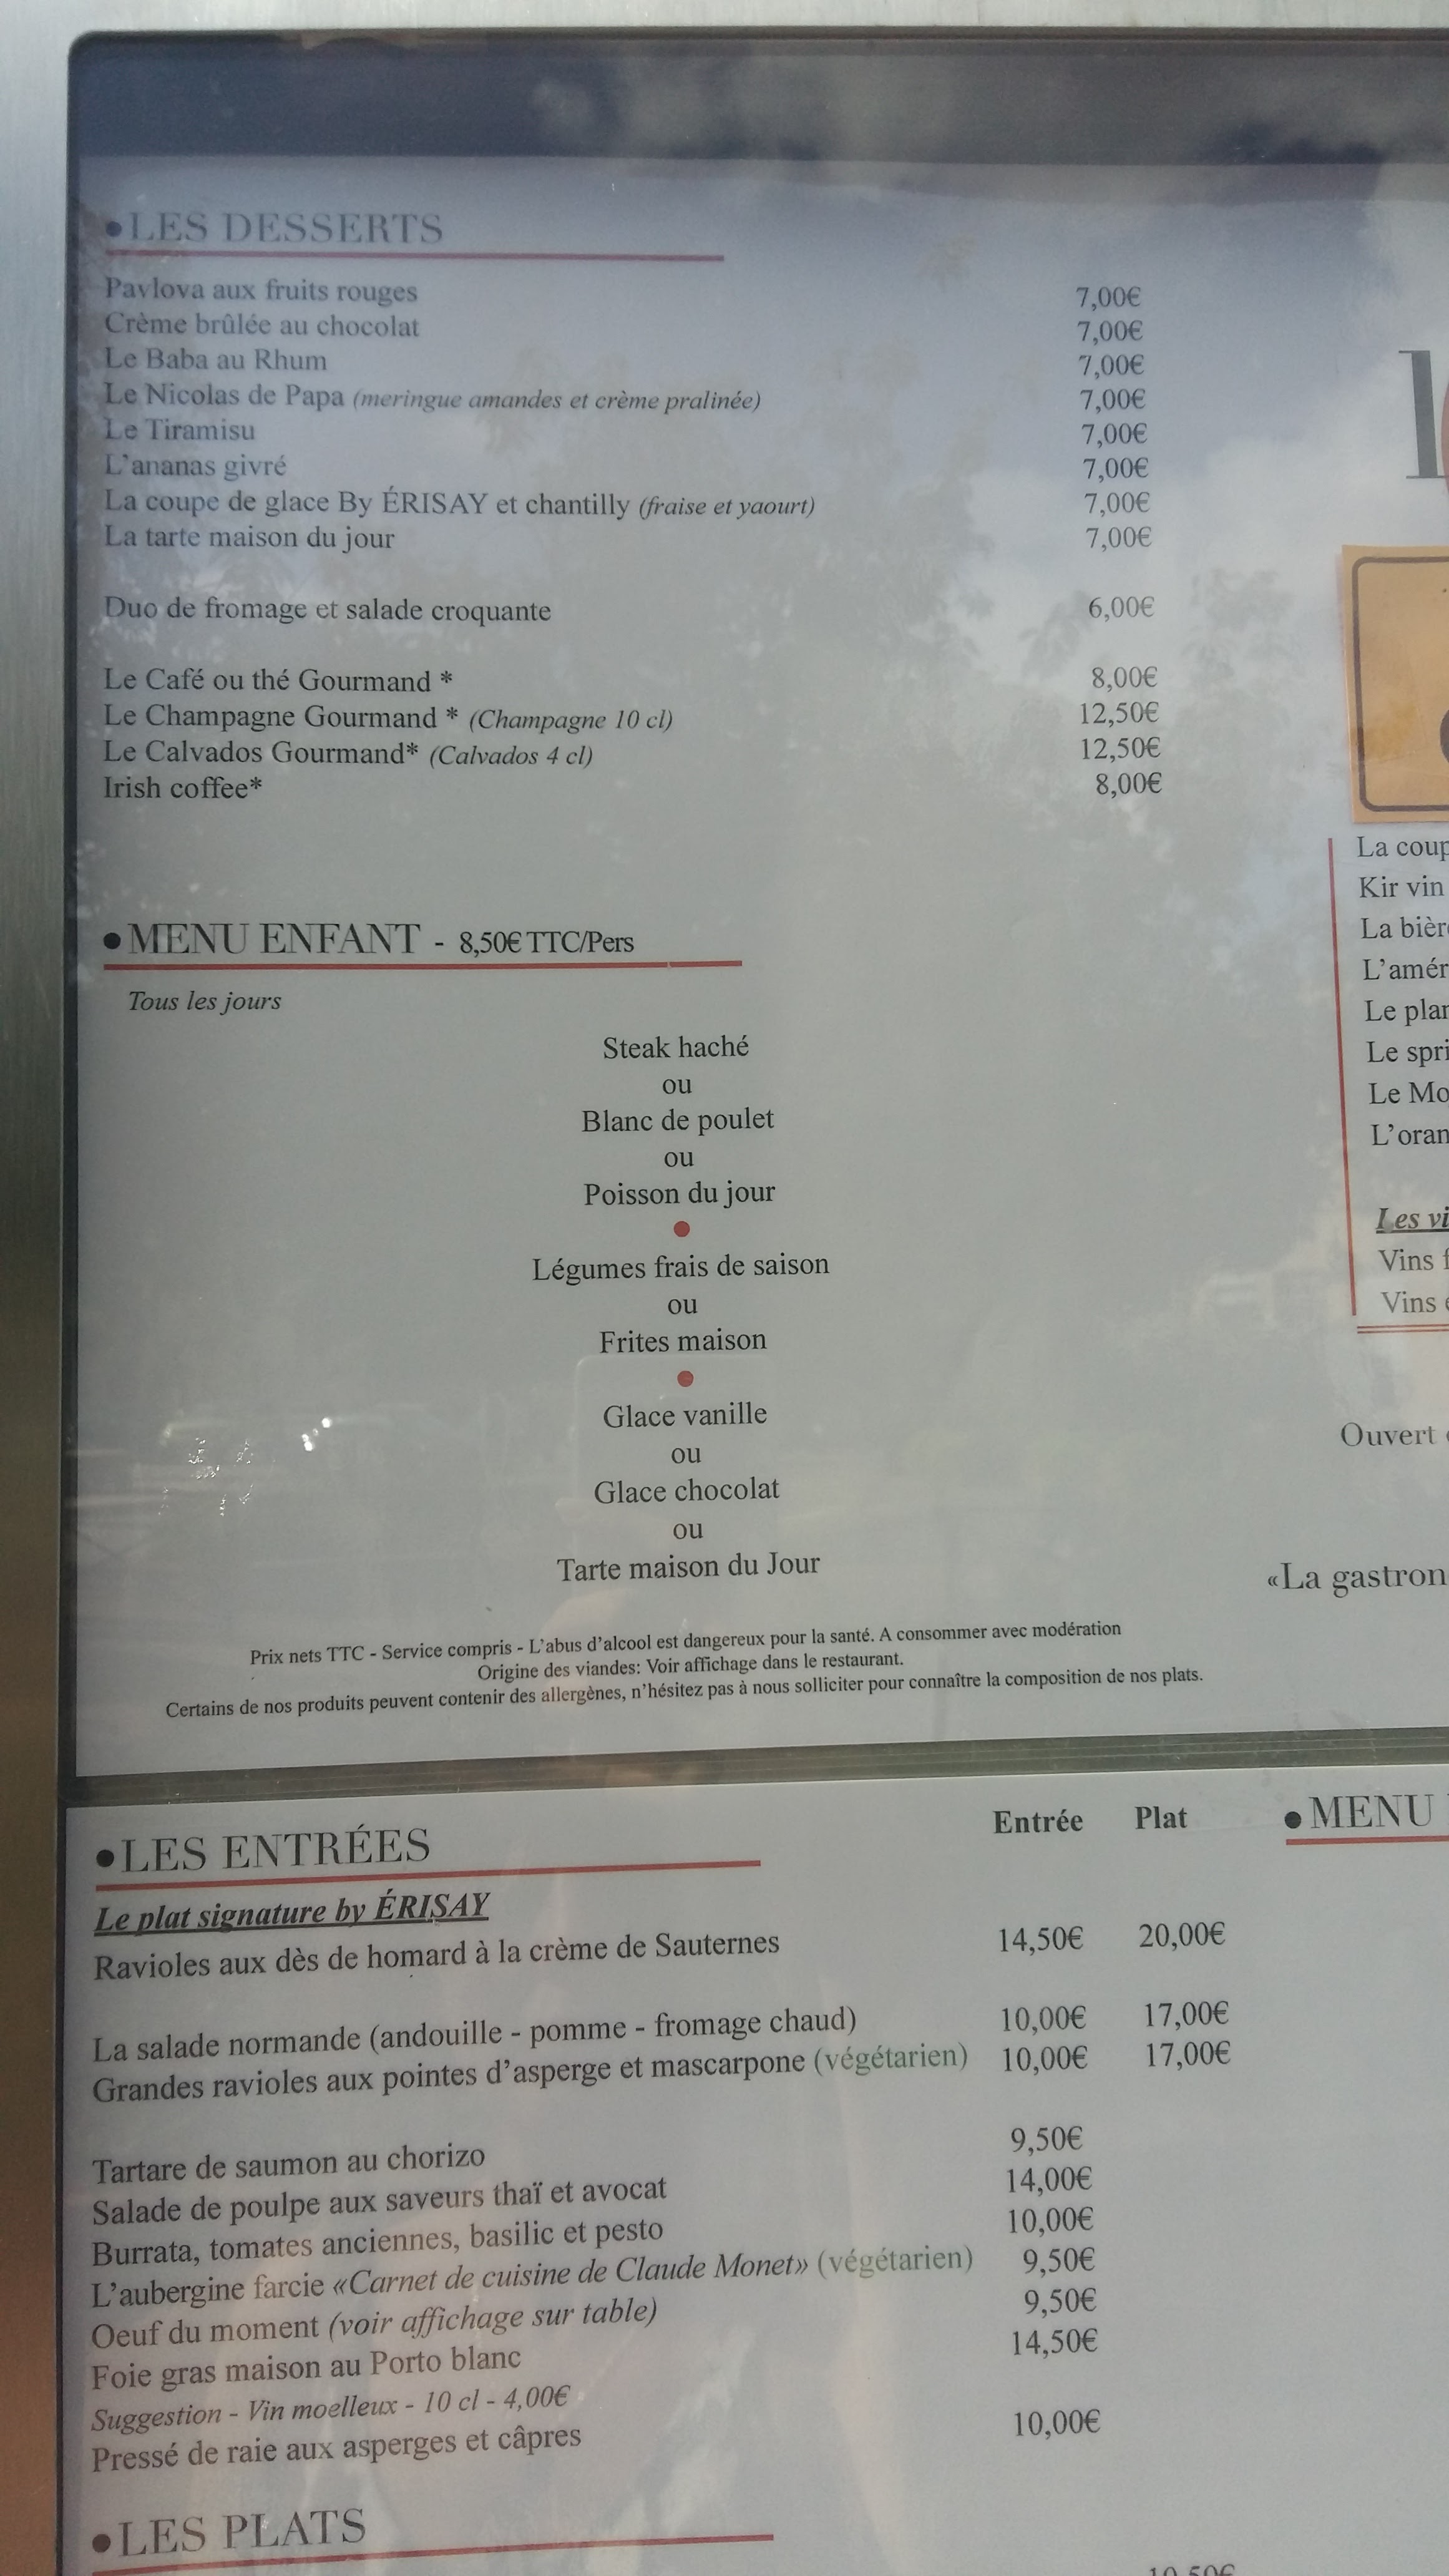 •LES DESSERTS
Pavlova aux fruits rouges 7,00€
Crème brûlée au chocolat 7,00€
Le Baba au Rhum 7,00€
Le Nicolas de Papa (meringue amandes et crème pralinée) 7,00€
Le Tiramisu 7,00€
L'ananas givré 7,00€
La coupe de glace By ÉRISAY et chantilly (fraise et yaourt) 7,00€
La tarte maison du jour 7,00€
Duo de fromage et salade croquante 6,00€
Le Café ou thé Gourmand * 8,00€
Le Champagne Gourmand * (Champagne 10 cl) 12,50€
Le Calvados Gourmand* (Calvados 4 cl) 12,50€
Irish coffee* 8,00€
•MENU ENFANT - 8,50€ TTC/Pers
Tous les jours
Steak haché
ou
Blanc de poulet
ou
Poisson du jour
Légumes frais de saison
ou
Frites maison
Glace vanille
ou
Glace chocolat
ou
Tarte maison du Jour
Prix nets TTC - Service compris - L'abus d'alcool est dangereux pour la santé. A consommer avec modération
Origine des viandes: Voir affichage dans le restaurant.
Certains de nos produits peuvent contenir des allergènes, n'hésitez pas à nous solliciter pour connaître la composition de nos plats.
La coup
Kir vin
La bièr
L'amér
Le plan
Le spri
Le Mo
L'oran
Les vi
Vins f
Vins
Ouvert
«La gastron
•LES ENTRÉES Entrée Plat
Le plat signature by ÉRISAY
Ravioles aux dès de homard à la crème de Sauternes 14,50€ 20,00€
La salade normande (andouille - pomme - fromage chaud) 10,00€ 17,00€
Grandes ravioles aux pointes d'asperge et mascarpone (végétarien) 10,00€ 17,00€
Tartare de saumon au chorizo 9,50€
Salade de poulpe aux saveurs thaï et avocat 14,00€
Burrata, tomates anciennes, basilic et pesto 10,00€
L'aubergine farcie «Carnet de cuisine de Claude Monet» (végétarien) 9,50€
Oeuf du moment (voir affichage sur table) 9,50€
Foie gras maison au Porto blanc 14,50€
Suggestion - Vin moelleux - 10 cl - 4,00€
Pressé de raie aux asperges et câpres 10,00€
•LES PLATS
•MENU